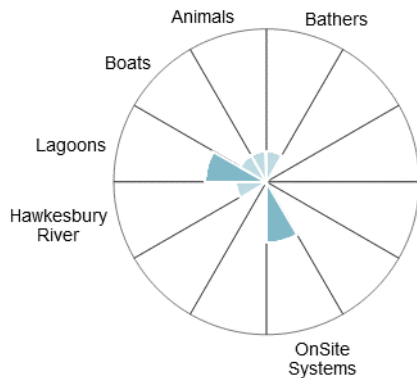 Animals
Bathers
Boats
Lagoons
Hawkesbury
River
OnSite
Systems